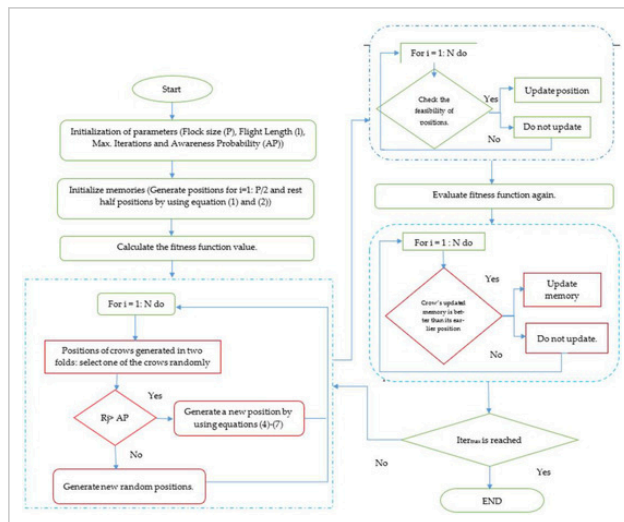 Start
Initialization of parameters (Flock size (P), Flight Length (l),
Max. Iterations and Awareness Probability (AP))
Initialize memories (Generate positions for i=1: P/2 and rest
half positions by using equation (1) and (2))
Calculate the fitness function value.
For i = 1: N do
Positions of crows generated in two
folds: select one of the crows randomly
Rj> AP
Yes
Generate a new position by
using equations (4)-(7)
No
Generate new random positions.
For i = 1: N do
Check the
feasibility of
positions.
Yes
Update position
Do not update
No
Evaluate fitness function again.
For i = 1 : N do
Crow's updated
memory is bet-
ter than its ear-
lier position
Yes
Update
memory
Do not update.
No
Itermax is reached
No
Yes
END